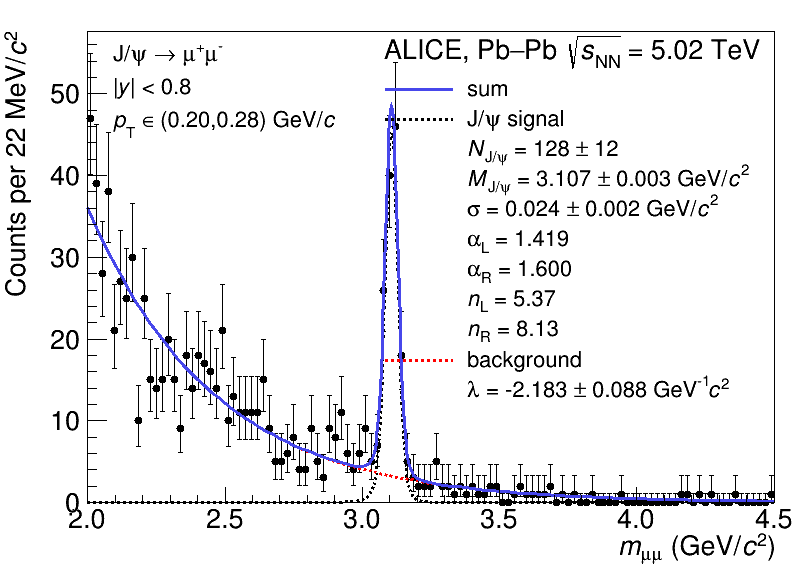 J/ψ → μ⁺μ⁻
|y| < 0.8
p_T ∈ (0.20,0.28) GeV/c
ALICE, Pb–Pb √s_NN = 5.02 TeV
sum
J/ψ signal
N_J/ψ = 128 ± 12
M_J/ψ = 3.107 ± 0.003 GeV/c²
σ = 0.024 ± 0.002 GeV/c²
α_L = 1.419
α_R = 1.600
n_L = 5.37
n_R = 8.13
background
λ = -2.183 ± 0.088 GeV⁻¹c²
Counts per 22 MeV/c²
50
40
30
20
10
0
2.0 2.5 3.0 3.5 4.0 4.5
m_μμ (GeV/c²)